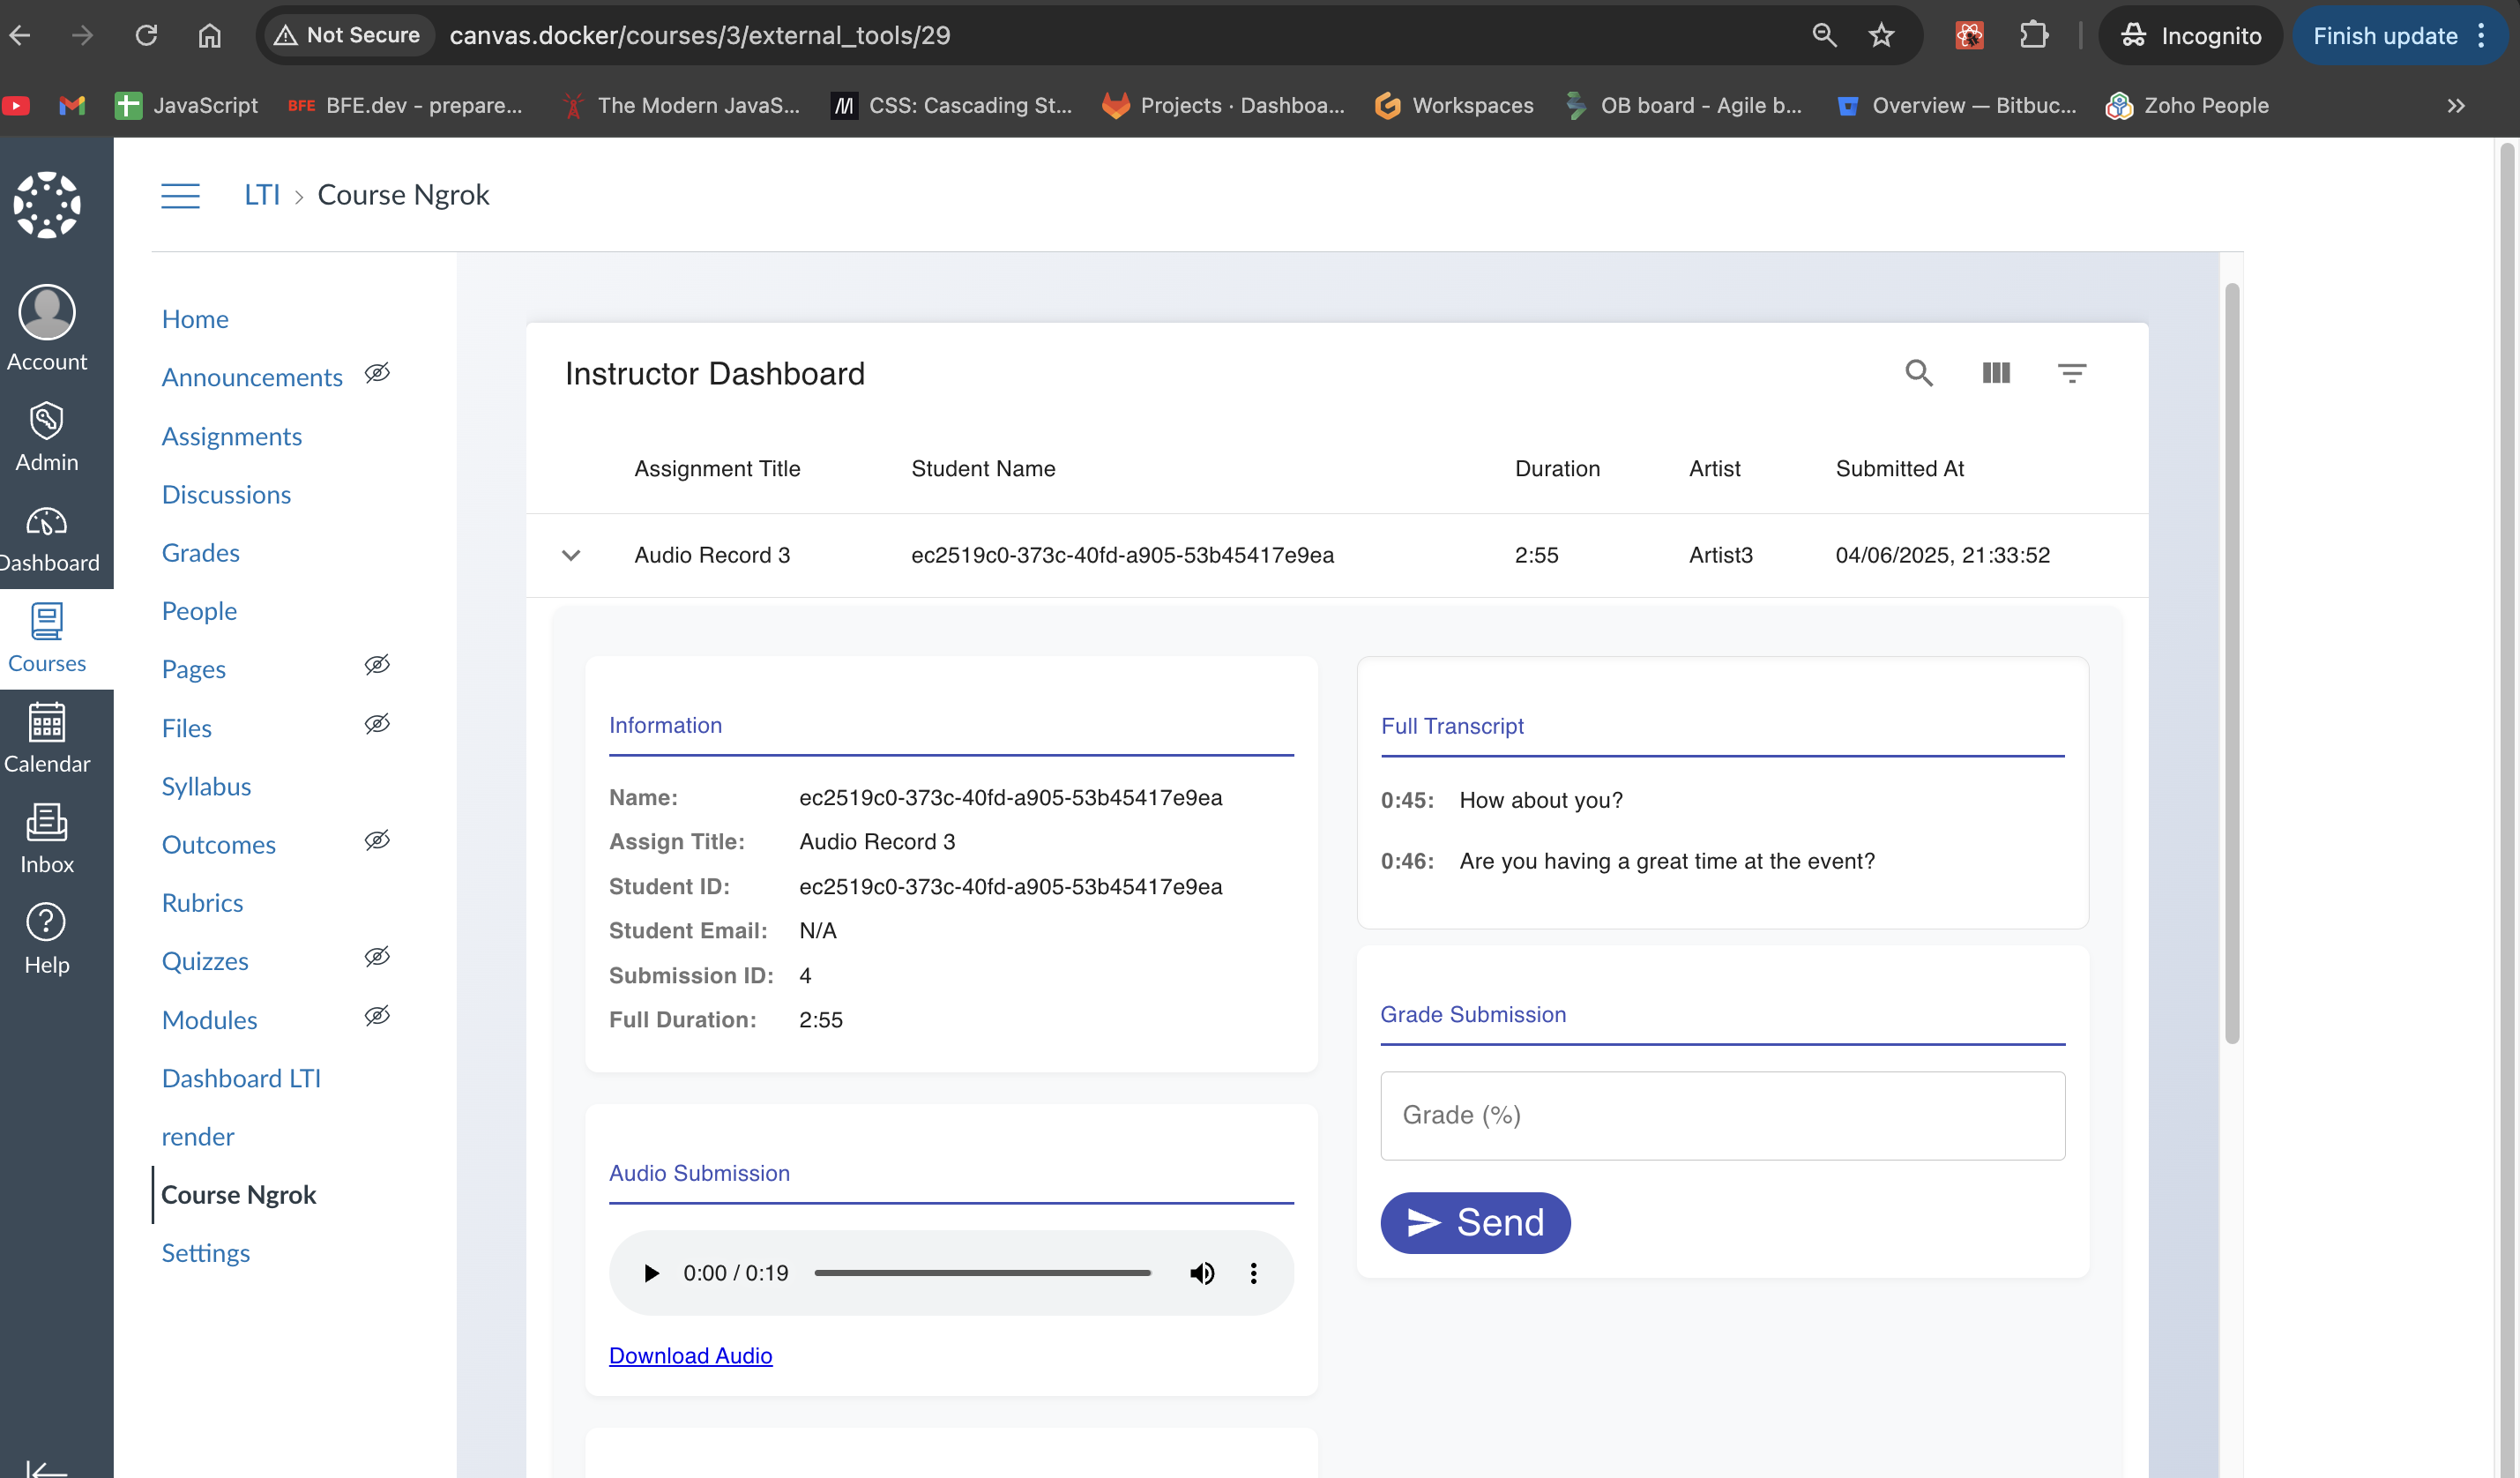 Not Secure canvas.docker/courses/3/external_tools/29 Incognito Finish update
JavaScript BFE BFE.dev - prepare... The Modern JavaS... CSS: Cascading St... Projects · Dashboa... Workspaces OB board - Agile b... Overview — Bitbuc... Zoho People
LTI › Course Ngrok
Account
Admin
Dashboard
Courses
Calendar
Inbox
Help
Home
Announcements
Assignments
Discussions
Grades
People
Pages
Files
Syllabus
Outcomes
Rubrics
Quizzes
Modules
Dashboard LTI
render
Course Ngrok
Settings
Instructor Dashboard
Assignment Title Student Name Duration Artist Submitted At
Audio Record 3 ec2519c0-373c-40fd-a905-53b45417e9ea 2:55 Artist3 04/06/2025, 21:33:52
Information
Name: ec2519c0-373c-40fd-a905-53b45417e9ea
Assign Title: Audio Record 3
Student ID: ec2519c0-373c-40fd-a905-53b45417e9ea
Student Email: N/A
Submission ID: 4
Full Duration: 2:55
Audio Submission
0:00 / 0:19
Download Audio
Full Transcript
0:45: How about you?
0:46: Are you having a great time at the event?
Grade Submission
Grade (%)
Send